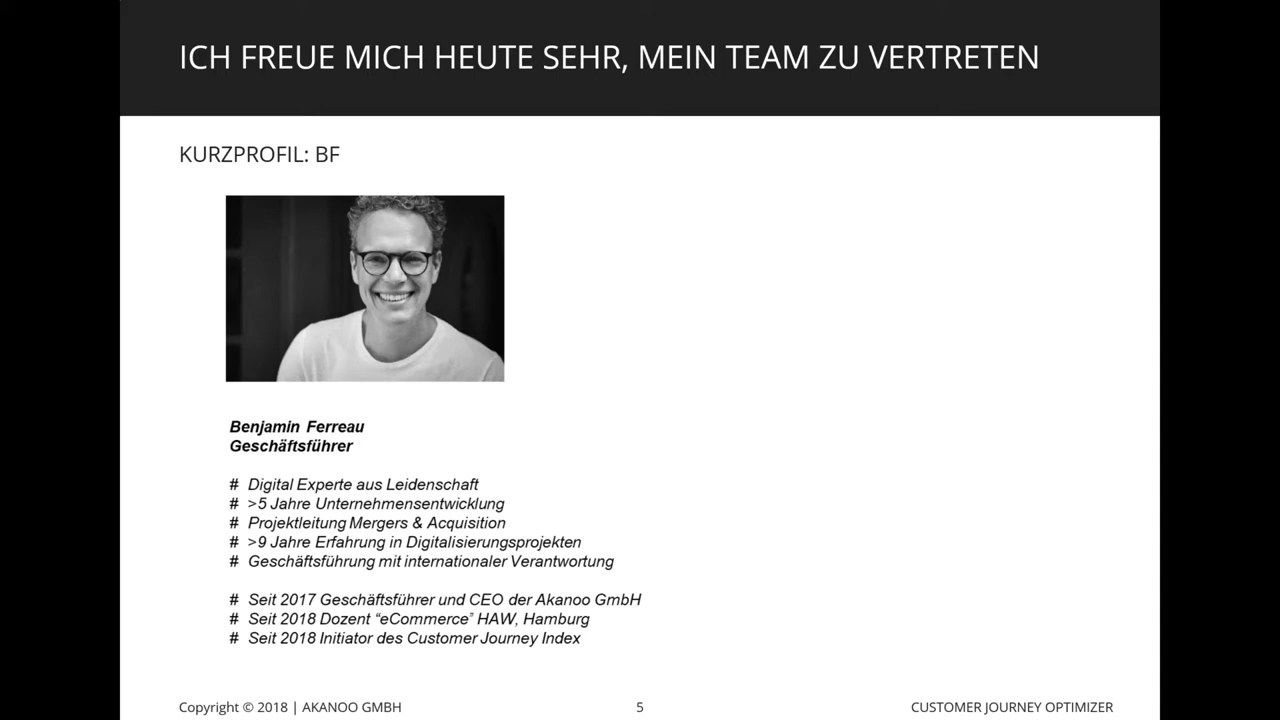 ICH FREUE MICH HEUTE SEHR, MEIN TEAM ZU VERTRETEN
KURZPROFIL: BF
Benjamin Ferreau
Geschäftsführer
# Digital Experte aus Leidenschaft
# >5 Jahre Unternehmensentwicklung
# Projektleitung Mergers & Acquisition
# >9 Jahre Erfahrung in Digitalisierungsprojekten
# Geschäftsführung mit internationaler Verantwortung
# Seit 2017 Geschäftsführer und CEO der Akanoo GmbH
# Seit 2018 Dozent “eCommerce” HAW, Hamburg
# Seit 2018 Initiator des Customer Journey Index
Copyright © 2018 | AKANOO GMBH
5
CUSTOMER JOURNEY OPTIMIZER